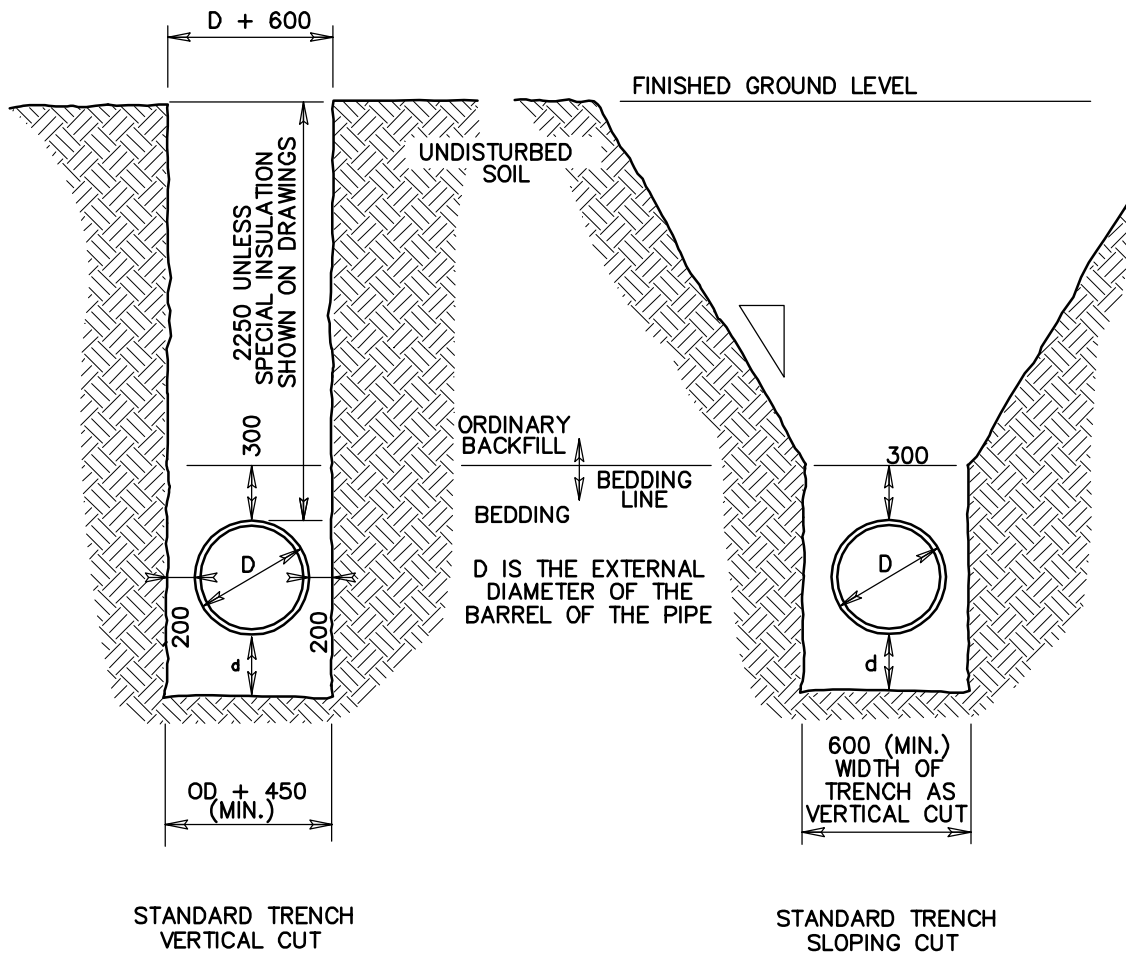 D + 600
FINISHED GROUND LEVEL
UNDISTURBED
SOIL
2250 UNLESS
SPECIAL INSULATION
SHOWN ON DRAWINGS
300
ORDINARY
BACKFILL
BEDDING
LINE
BEDDING
300
D
D IS THE EXTERNAL
DIAMETER OF THE
BARREL OF THE PIPE
D
200
200
d
d
OD + 450
(MIN.)
600 (MIN.)
WIDTH OF
TRENCH AS
VERTICAL CUT
STANDARD TRENCH
VERTICAL CUT
STANDARD TRENCH
SLOPING CUT